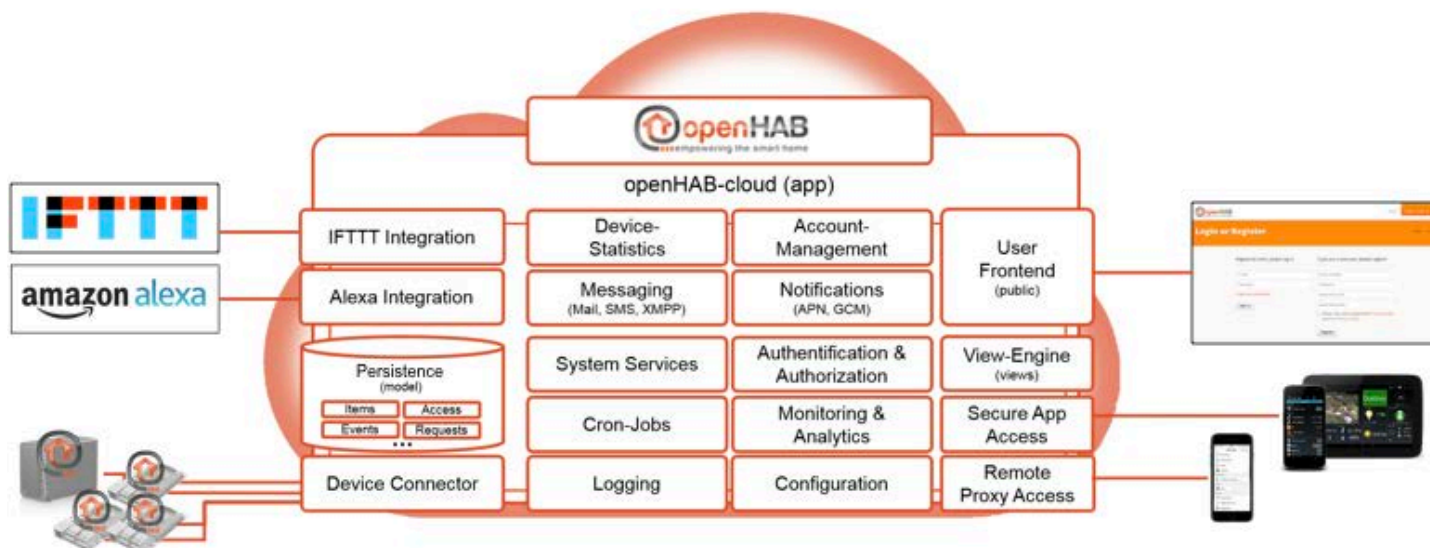 openHAB
empowering the smart home
openHAB-cloud (app)
IFTTT
amazon alexa
IFTTT Integration
Alexa Integration
Persistence
(model)
Items
Access
Events
Requests
...
Device Connector
Device-
Statistics
Messaging
(Mail, SMS, XMPP)
System Services
Cron-Jobs
Logging
Account-
Management
Notifications
(APN, GCM)
Authentification &
Authorization
Monitoring &
Analytics
Configuration
User
Frontend
(public)
View-Engine
(views)
Secure App
Access
Remote
Proxy Access
openHAB
Login or Register